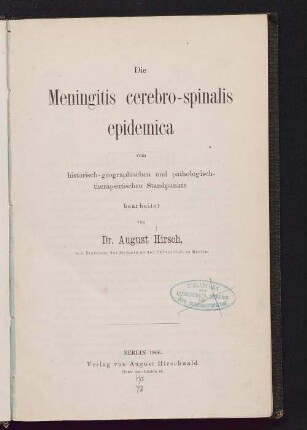 Die
Meningitis cerebro-spinalis
epidemica
vom
historisch-geographischen und pathologisch-
therapeutischen Standpunkte
bearbeitet
von
Dr. August Hirsch,
ord. Professor der Medicin an der Universität zu Berlin.
BERLIN 1866.
Verlag von August Hirschwald.